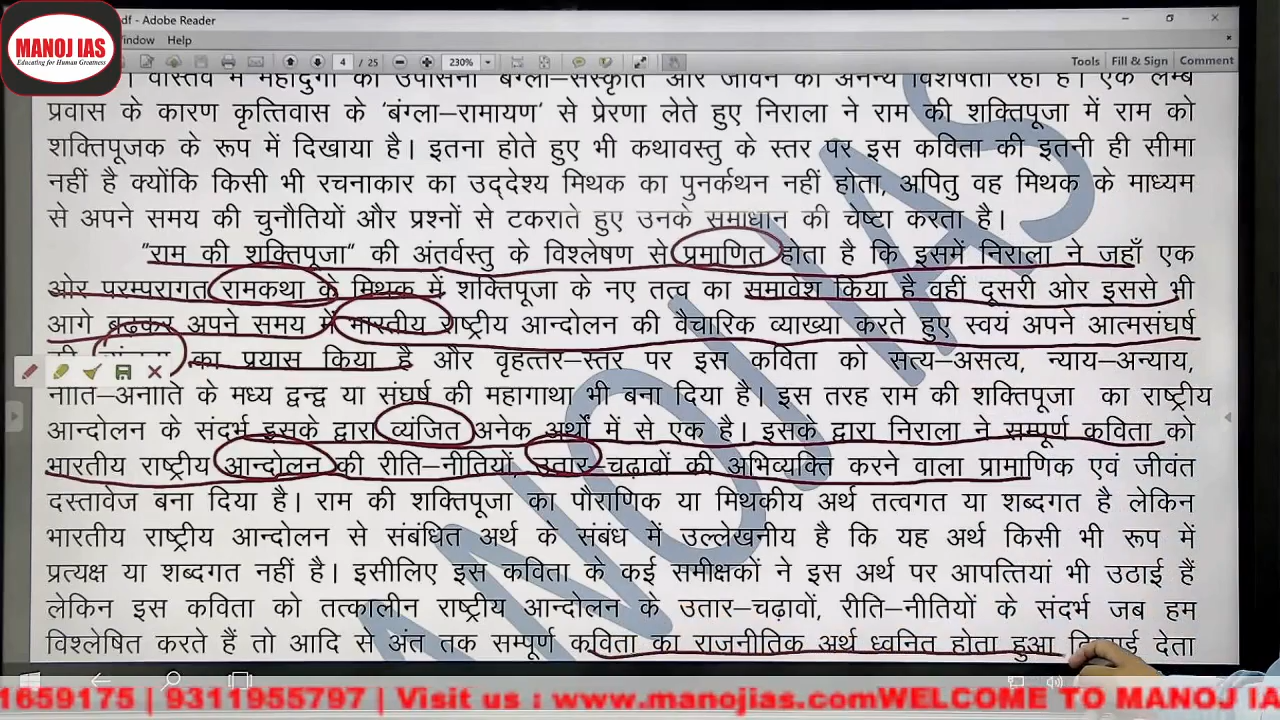 MANOJ IAS
Educating for Human Greatness
df - Adobe Reader
Window Help
4 / 25 230% Tools Fill & Sign Comment
वास्तव में महादुर्गा की उपासना बंग्ला–संस्कृति और जीवन की अनन्य विशेषता रही है। एक लम्बे
प्रवास के कारण कृत्तिवास के ‘बंग्ला–रामायण’ से प्रेरणा लेते हुए निराला ने राम की शक्तिपूजा में राम को
शक्तिपूजक के रूप में दिखाया है। इतना होते हुए भी कथावस्तु के स्तर पर इस कविता की इतनी ही सीमा
नहीं है क्योंकि किसी भी रचनाकार का उद्देश्य मिथक का पुनर्कथन नहीं होता, अपितु वह मिथक के माध्यम
से अपने समय की चुनौतियों और प्रश्नों से टकराते हुए उनके समाधान की चेष्टा करता है।
"राम की शक्तिपूजा" की अंतर्वस्तु के विश्लेषण से प्रमाणित होता है कि इसमें निराला ने जहाँ एक
ओर परम्परागत रामकथा के मिथक में शक्तिपूजा के नए तत्व का समावेश किया है वहीं दूसरी ओर इससे भी
आगे बढ़कर अपने समय में भारतीय राष्ट्रीय आन्दोलन की वैचारिक व्याख्या करते हुए स्वयं अपने आत्मसंघर्ष
का प्रयास किया है और वृहत्तर–स्तर पर इस कविता को सत्य–असत्य, न्याय–अन्याय,
नीति–अनीति के मध्य द्वन्द्व या संघर्ष की महागाथा भी बना दिया है। इस तरह राम की शक्तिपूजा का राष्ट्रीय
आन्दोलन के संदर्भ इसके द्वारा व्यंजित अनेक अर्थों में से एक है। इसके द्वारा निराला ने सम्पूर्ण कविता को
भारतीय राष्ट्रीय आन्दोलन की रीति–नीतियों, उतार–चढ़ावों की अभिव्यक्ति करने वाला प्रामाणिक एवं जीवंत
दस्तावेज बना दिया है। राम की शक्तिपूजा का पौराणिक या मिथकीय अर्थ तत्वगत या शब्दगत है लेकिन
भारतीय राष्ट्रीय आन्दोलन से संबंधित अर्थ के संबंध में उल्लेखनीय है कि यह अर्थ किसी भी रूप में
प्रत्यक्ष या शब्दगत नहीं है। इसीलिए इस कविता के कई समीक्षकों ने इस अर्थ पर आपत्तियां भी उठाई हैं
लेकिन इस कविता को तत्कालीन राष्ट्रीय आन्दोलन के उतार–चढ़ावों, रीति–नीतियों के संदर्भ जब हम
विश्लेषित करते हैं तो आदि से अंत तक सम्पूर्ण कविता का राजनीतिक अर्थ ध्वनित होता हुआ दिखाई देता
MANOJ IAS
1659175 | 9311955797 | Visit us : www.manojias.comWELCOME TO MANOJ IA